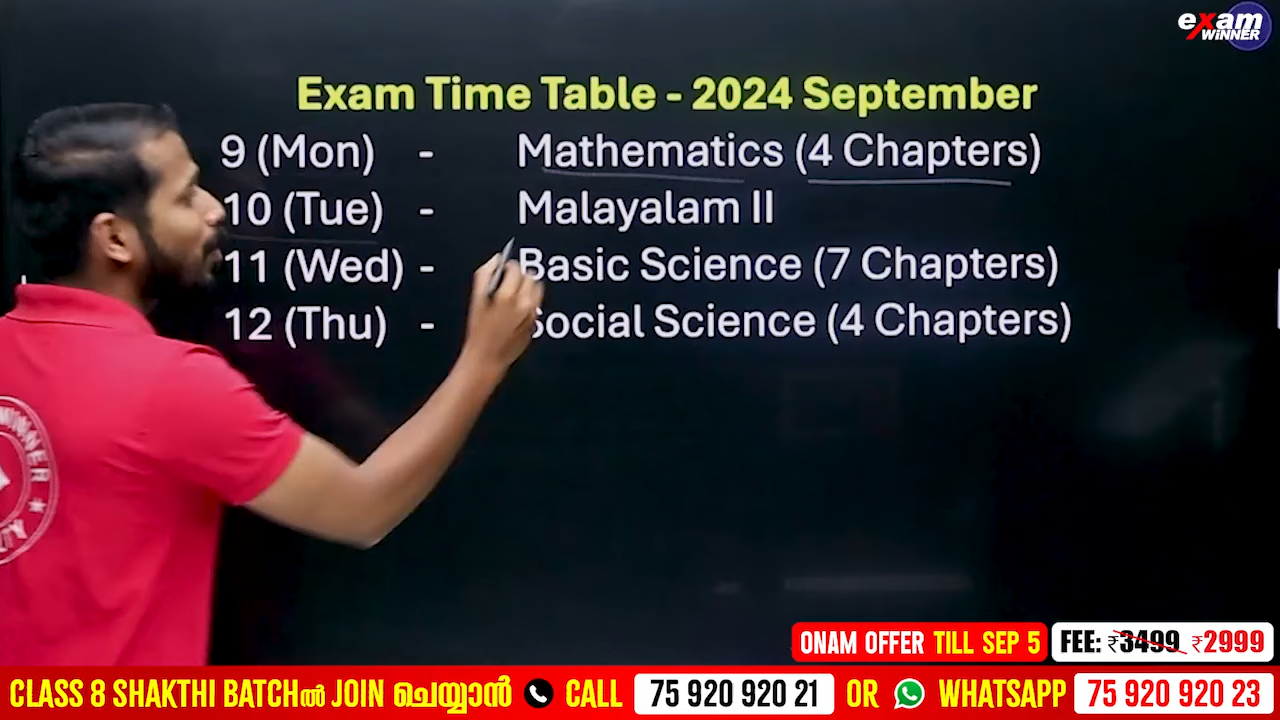 exam
WiNNER
Exam Time Table - 2024 September
9 (Mon) - Mathematics (4 Chapters)
10 (Tue) - Malayalam II
11 (Wed) - Basic Science (7 Chapters)
12 (Thu) - Social Science (4 Chapters)
WINNER
ONAM OFFER TILL SEP 5 FEE: ₹3499 ₹2999
CLASS 8 SHAKTHI BATCHൽ JOIN ചെയ്യാൻ CALL 75 920 920 21 OR WHATSAPP 75 920 920 23